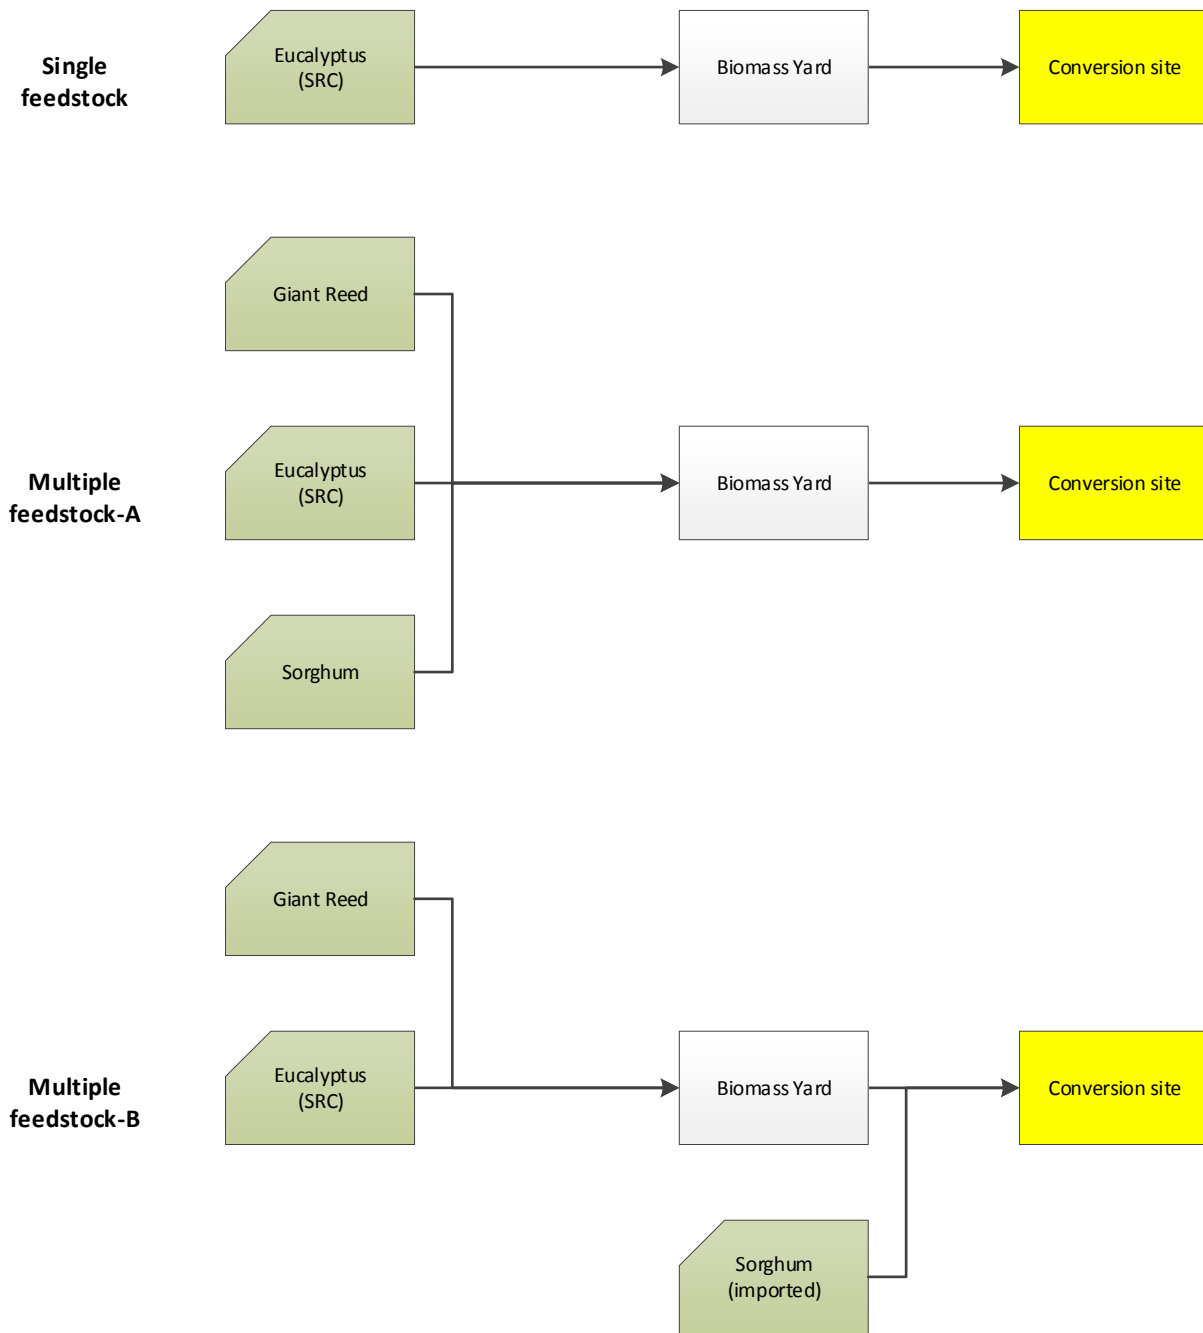 Single
feedstock
Eucalyptus
(SRC)
Biomass Yard
Conversion site
Giant Reed
Multiple
feedstock-A
Eucalyptus
(SRC)
Biomass Yard
Conversion site
Sorghum
Giant Reed
Multiple
feedstock-B
Eucalyptus
(SRC)
Biomass Yard
Conversion site
Sorghum
(imported)